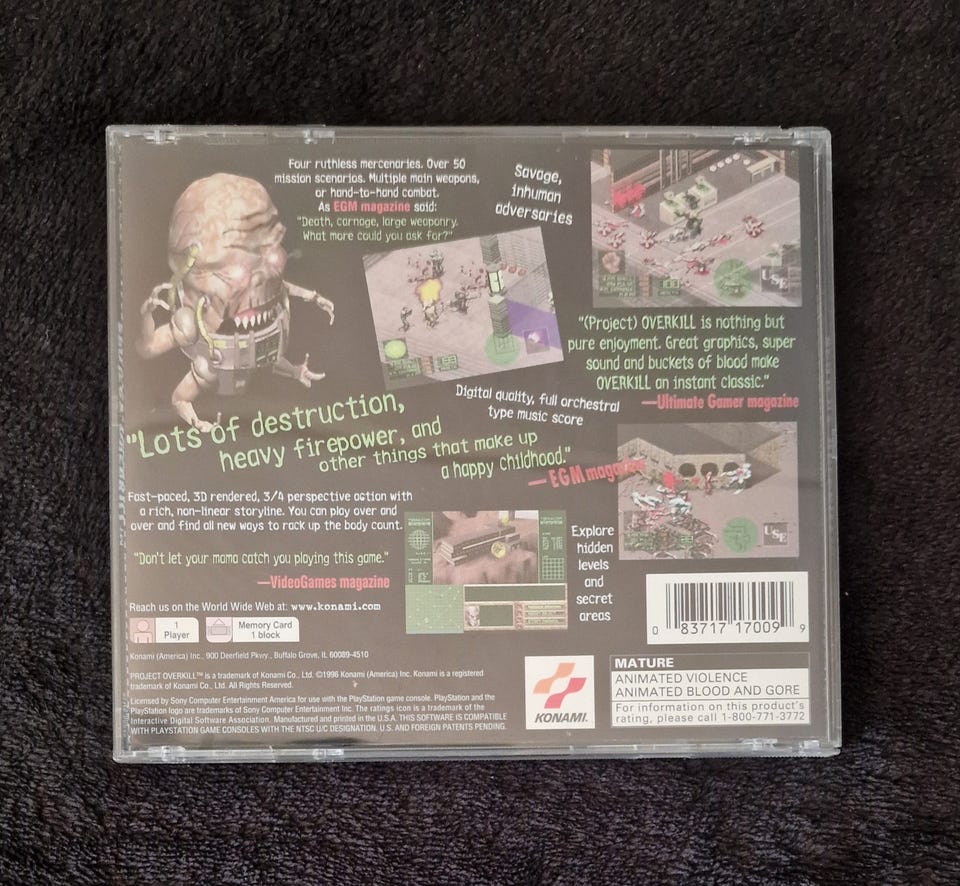 Four ruthless mercenaries. Over 50
mission scenarios. Multiple main weapons,
or hand-to-hand combat.
As EGM magazine said:
"Death, carnage, large weaponry.
What more could you ask for?"
Savage,
inhuman
adversaries
"(Project) OVERKILL is nothing but
pure enjoyment. Great graphics, super
sound and buckets of blood make
OVERKILL an instant classic."
—Ultimate Gamer magazine
Digital quality, full orchestral
type music score
"Lots of destruction,
heavy firepower, and
other things that make up
a happy childhood."
— EGM magazine
Fast-paced, 3D rendered, 3/4 perspective action with
a rich, non-linear storyline. You can play over and
over and find all new ways to rack up the body count.
"Don't let your mama catch you playing this game."
—VideoGames magazine
Explore
hidden
levels
and
secret
areas
USE
USE
Reach us on the World Wide Web at: www.konami.com
1
Player
Memory Card
1 block
0 83717 17009 9
Konami (America) Inc., 900 Deerfield Pkwy., Buffalo Grove, IL 60089-4510
PROJECT OVERKILL™ is a trademark of Konami Co., Ltd. ©1996 Konami (America) Inc. Konami is a registered
trademark of Konami Co., Ltd. All Rights Reserved.
Licensed by Sony Computer Entertainment America for use with the PlayStation game console. PlayStation and the
PlayStation logo are trademarks of Sony Computer Entertainment Inc. The ratings icon is a trademark of the
Interactive Digital Software Association. Manufactured and printed in the U.S.A. THIS SOFTWARE IS COMPATIBLE
WITH PLAYSTATION GAME CONSOLES WITH THE NTSC U/C DESIGNATION. U.S. AND FOREIGN PATENTS PENDING.
KONAMI
MATURE
ANIMATED VIOLENCE
ANIMATED BLOOD AND GORE
For information on this product's
rating, please call 1-800-771-3772